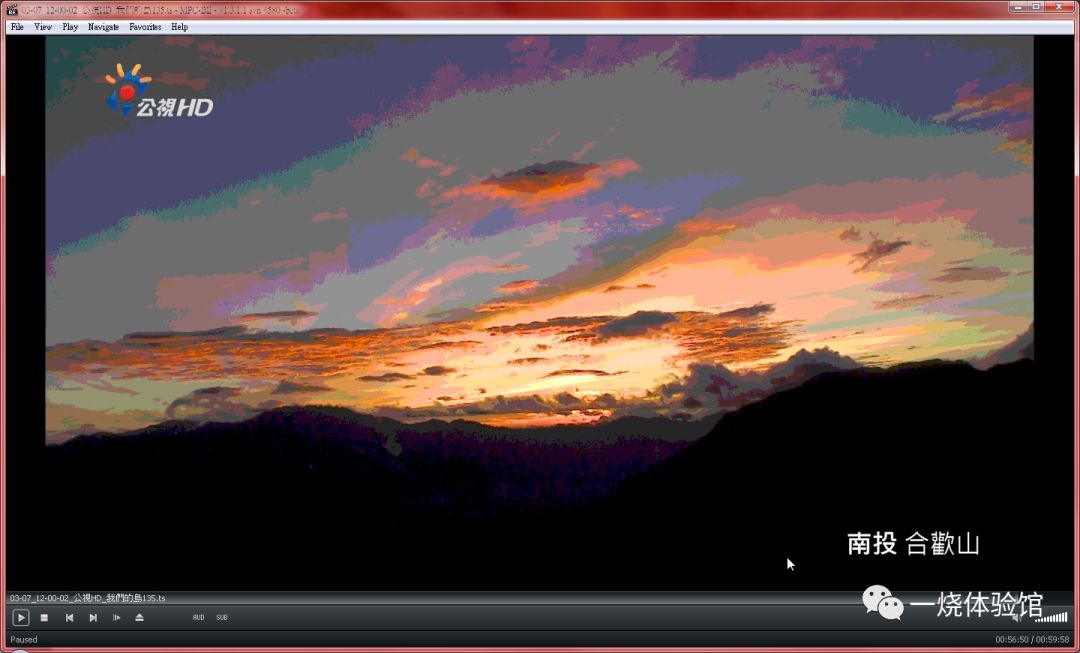 03-07_12-00-02_公視HD_我們的島135.ts - MPC-BE
File View Play Navigate Favorites Help
公視HD
南投 合歡山
03-07_12-00-02_公視HD_我們的島135.ts
一烧体验馆
AUD SUB
Paused
00:56:50 / 00:59:58